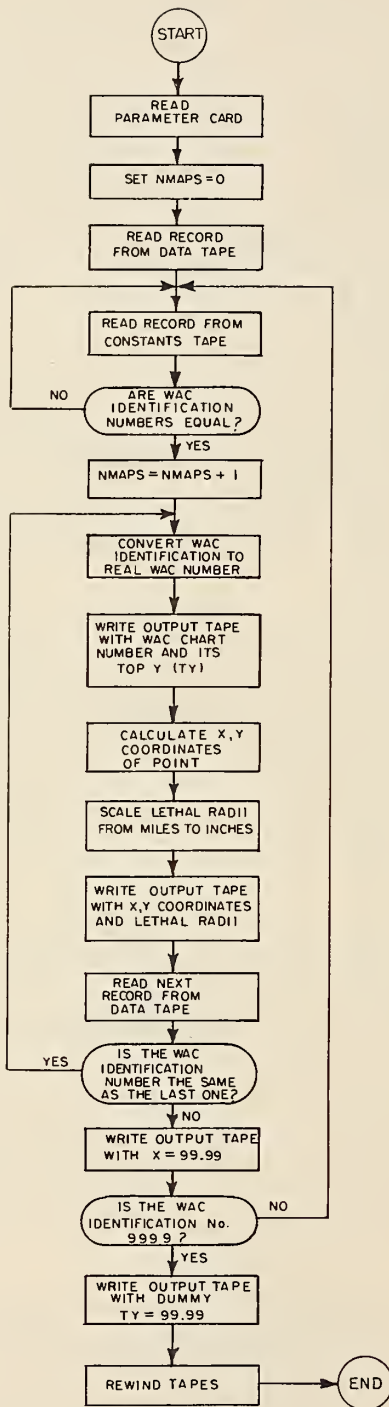 START
READ
PARAMETER CARD
SET NMAPS=0
READ RECORD
FROM DATA TAPE
READ RECORD FROM
CONSTANTS TAPE
NO
ARE WAC
IDENTIFICATION
NUMBERS EQUAL?
YES
NMAPS=NMAPS + 1
CONVERT WAC
IDENTIFICATION TO
REAL WAC NUMBER
WRITE OUTPUT TAPE
WITH WAC CHART
NUMBER AND ITS
TOP Y (TY)
CALCULATE X,Y
COORDINATES
OF POINT
SCALE LETHAL RADII
FROM MILES TO INCHES
WRITE OUTPUT TAPE
WITH X,Y COORDINATES
AND LETHAL RADII
READ NEXT
RECORD FROM
DATA TAPE
YES
IS THE WAC
IDENTIFICATION
NUMBER THE SAME
AS THE LAST ONE?
NO
WRITE OUTPUT TAPE
WITH X = 99.99
IS THE WAC
IDENTIFICATION No.
9999?
NO
YES
WRITE OUTPUT TAPE
WITH DUMMY
TY = 99.99
REWIND TAPES
END